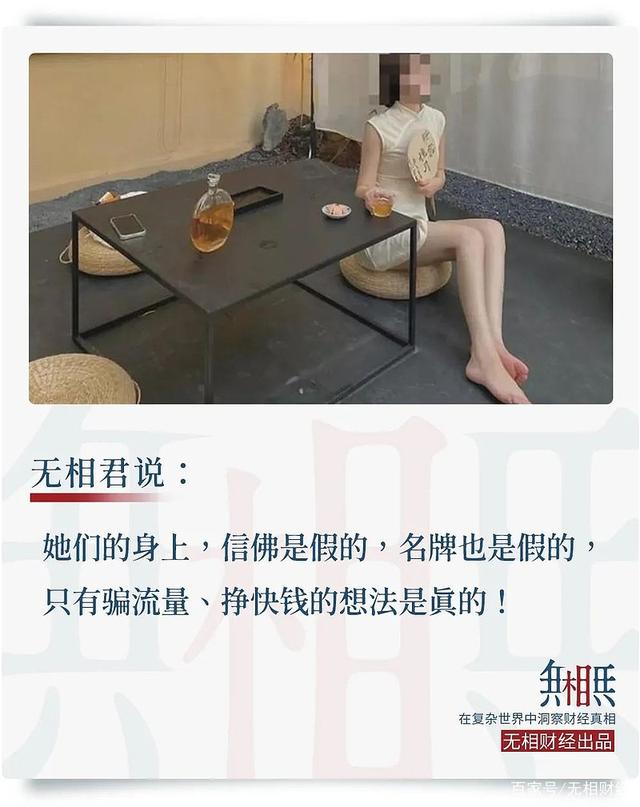 无相君说：
她们的身上，信佛是假的，名牌也是假的，
只有骗流量、挣快钱的想法是眞的！
無相無
在复杂世界中洞察财经真相
无相财经出品
百家号/无相财经